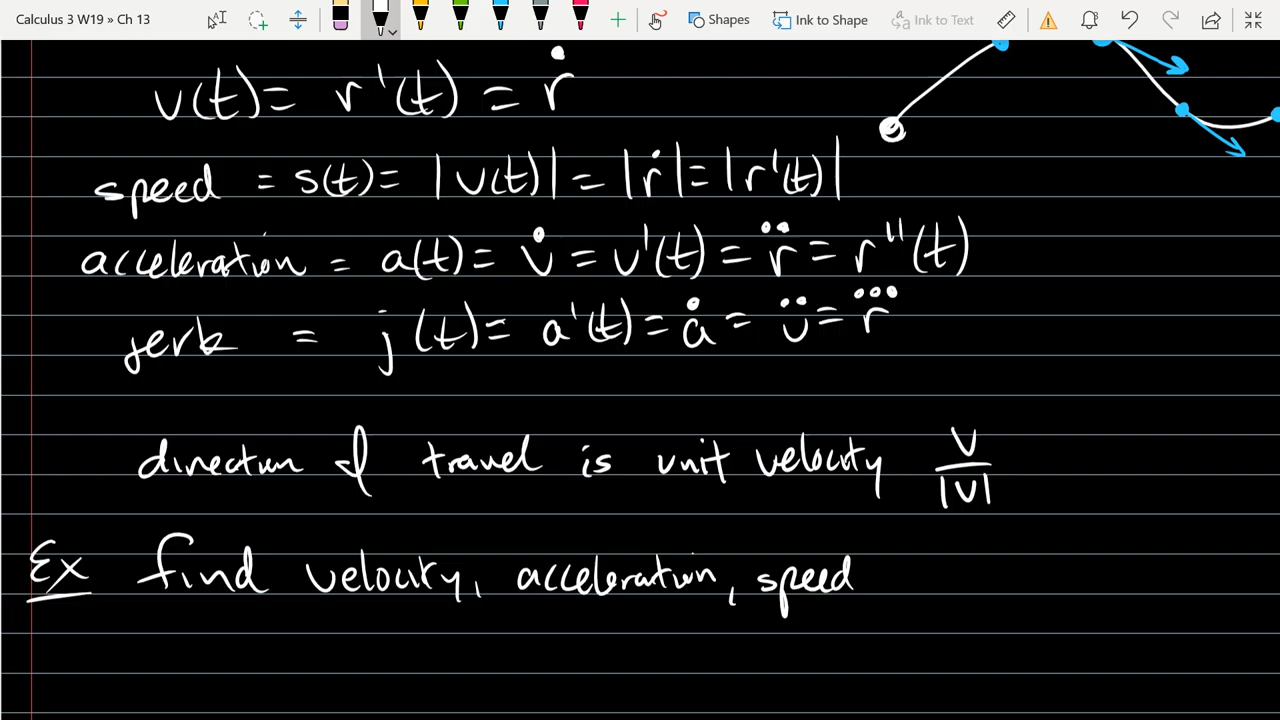 Calculus 3 W19 » Ch 13
Shapes
Ink to Shape
Ink to Text
v(t) = r'(t) = ṙ
speed = s(t) = |v(t)| = |ṙ| = |r'(t)|
acceleration = a(t) = v̇ = v'(t) = r̈ = r''(t)
jerk = j(t) = a'(t) = ȧ = v̈ = r⃛
direction of travel is unit velocity v/|v|
Ex find velocity, acceleration, speed